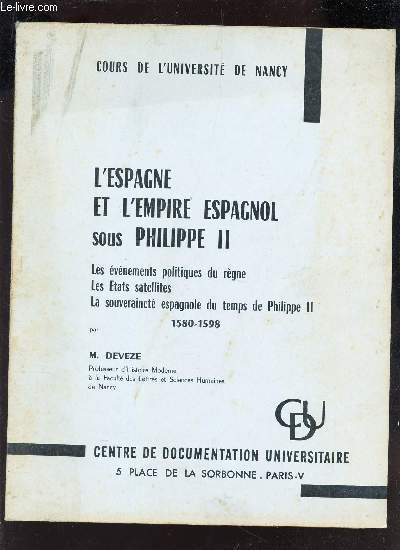 Le-livre.com
COURS DE L'UNIVERSITÉ DE NANCY
L'ESPAGNE
ET L'EMPIRE ESPAGNOL
sous PHILIPPE II
Les événements politiques du règne
Les Etats satellites
La souveraineté espagnole du temps de Philippe II
1580-1598
par
M. DEVEZE
Professeur d'Histoire Moderne
à la Faculté des Lettres et Sciences Humaines
de Nancy
CDU
CENTRE DE DOCUMENTATION UNIVERSITAIRE
5 PLACE DE LA SORBONNE . PARIS-V